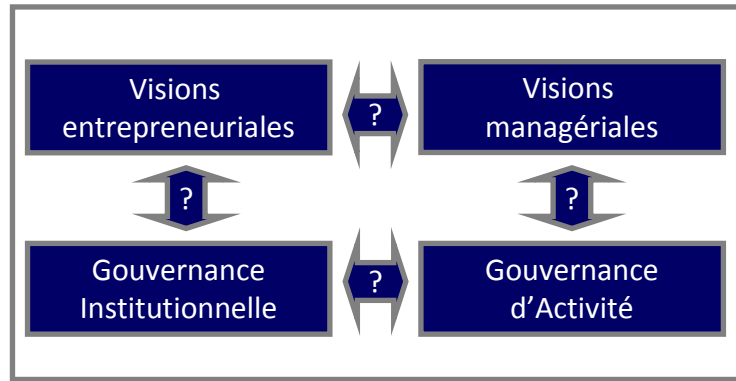 Visions
entrepreneuriales
?
Visions
managériales
?
?
Gouvernance
Institutionnelle
?
Gouvernance
d’Activité